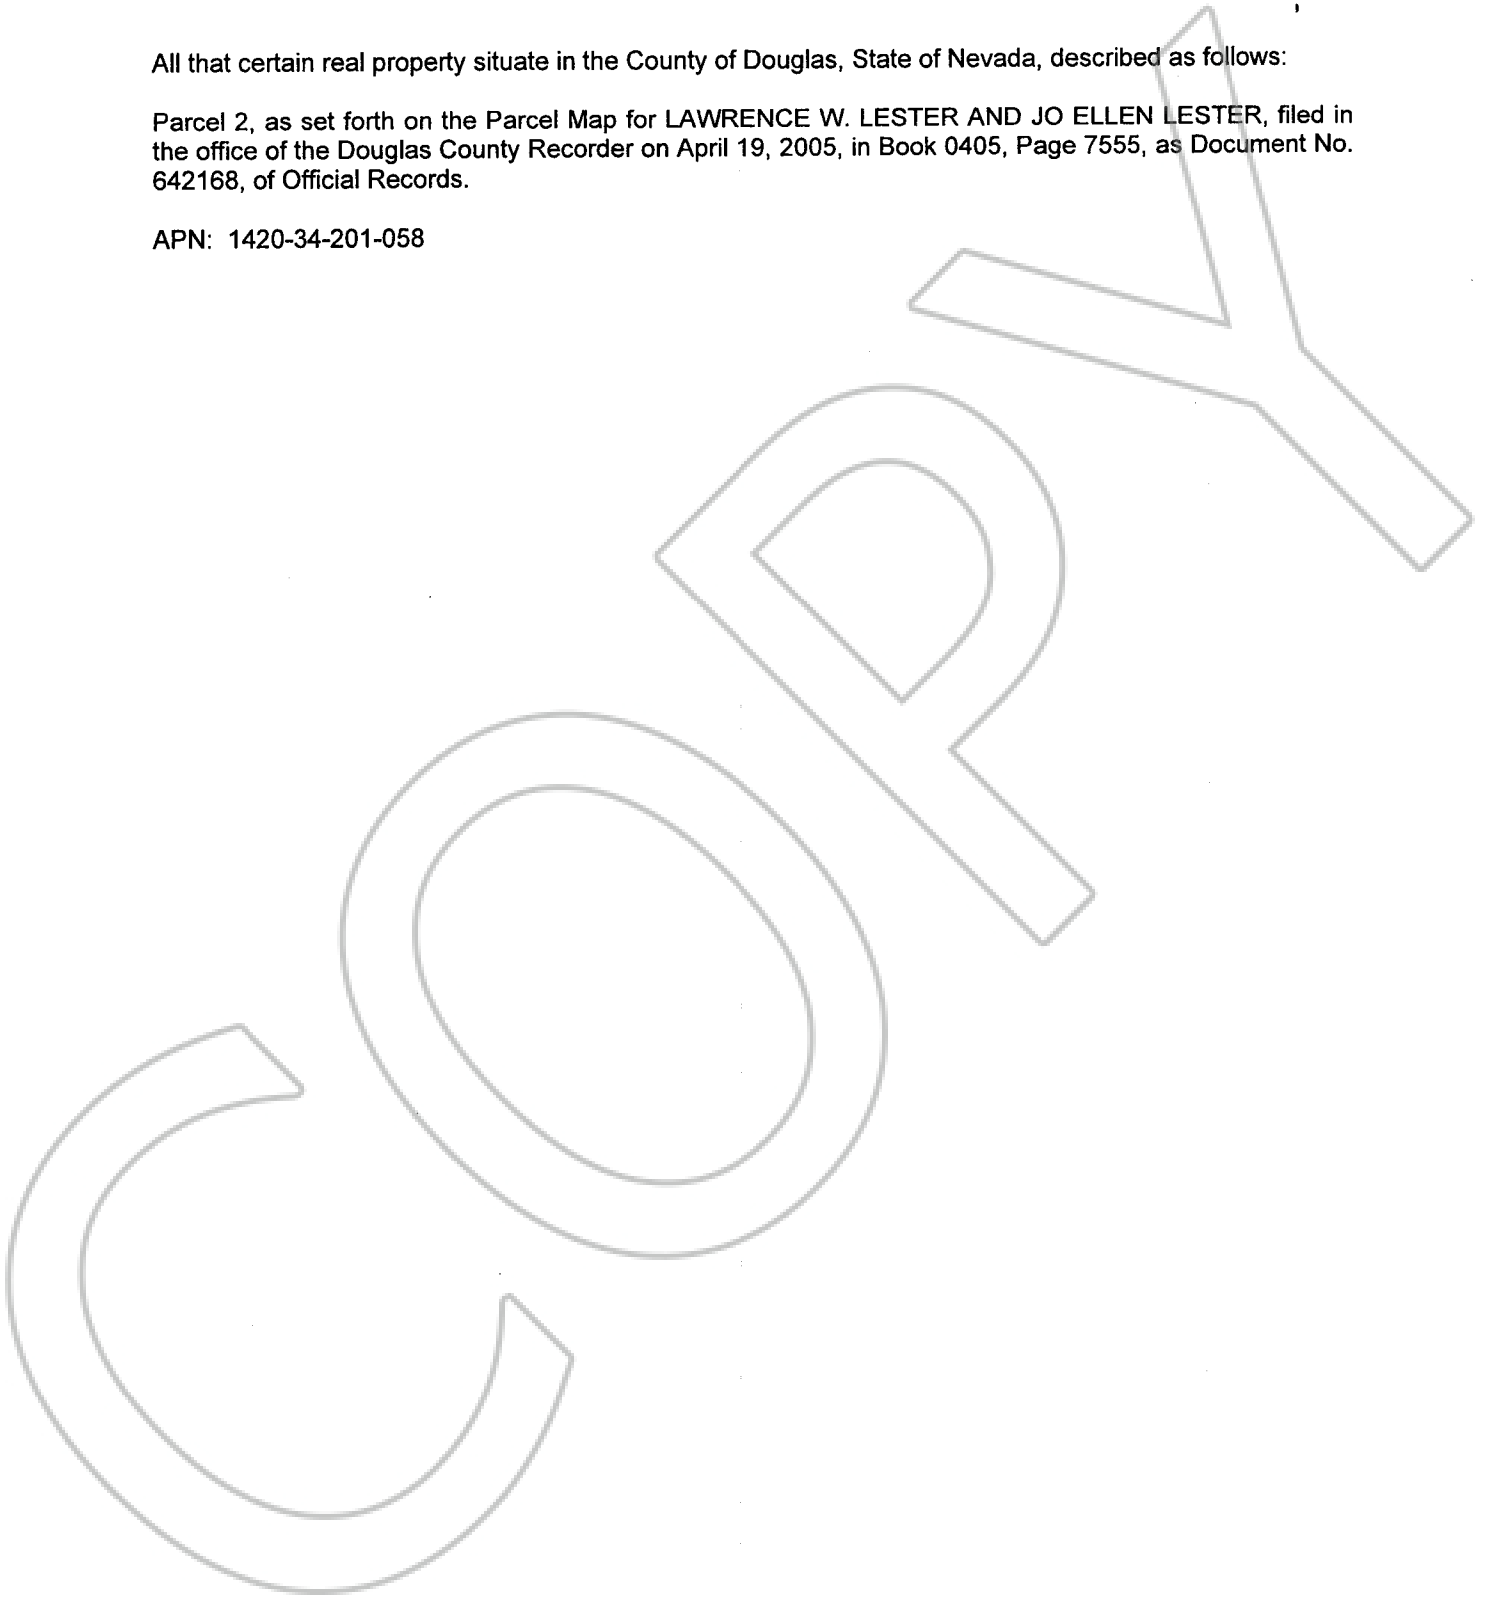 All that certain real property situate in the County of Douglas, State of Nevada, described as follows:
Parcel 2, as set forth on the Parcel Map for LAWRENCE W. LESTER AND JO ELLEN LESTER, filed in
the office of the Douglas County Recorder on April 19, 2005, in Book 0405, Page 7555, as Document No.
642168, of Official Records.
APN: 1420-34-201-058
COPY